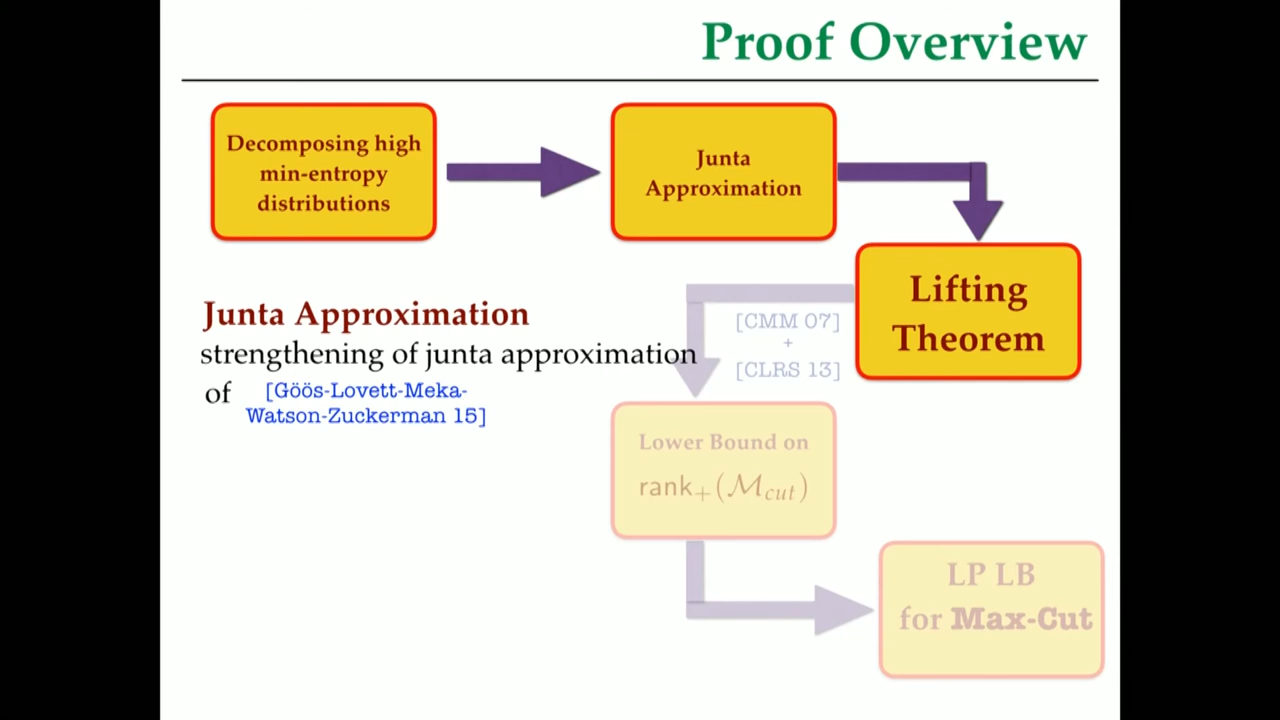 Proof Overview
Decomposing high
min-entropy
distributions
Junta
Approximation
Lifting
Theorem
Junta Approximation
strengthening of junta approximation
of [Göös-Lovett-Meka-
Watson-Zuckerman 15]
[CMM 07]
+
[CLRS 13]
Lower Bound on
rank₊(ℳ_cut)
LP LB
for Max-Cut